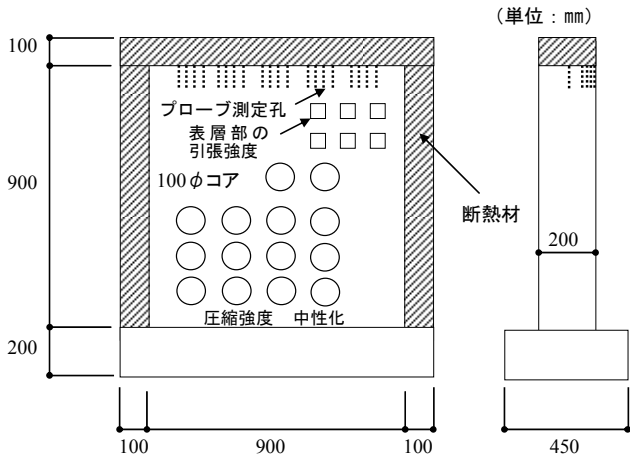 （単位：㎜）
100
プローブ測定孔
表層部の
引張強度
900
100φコア
断熱材
200
圧縮強度 中性化
200
100 900 100 450